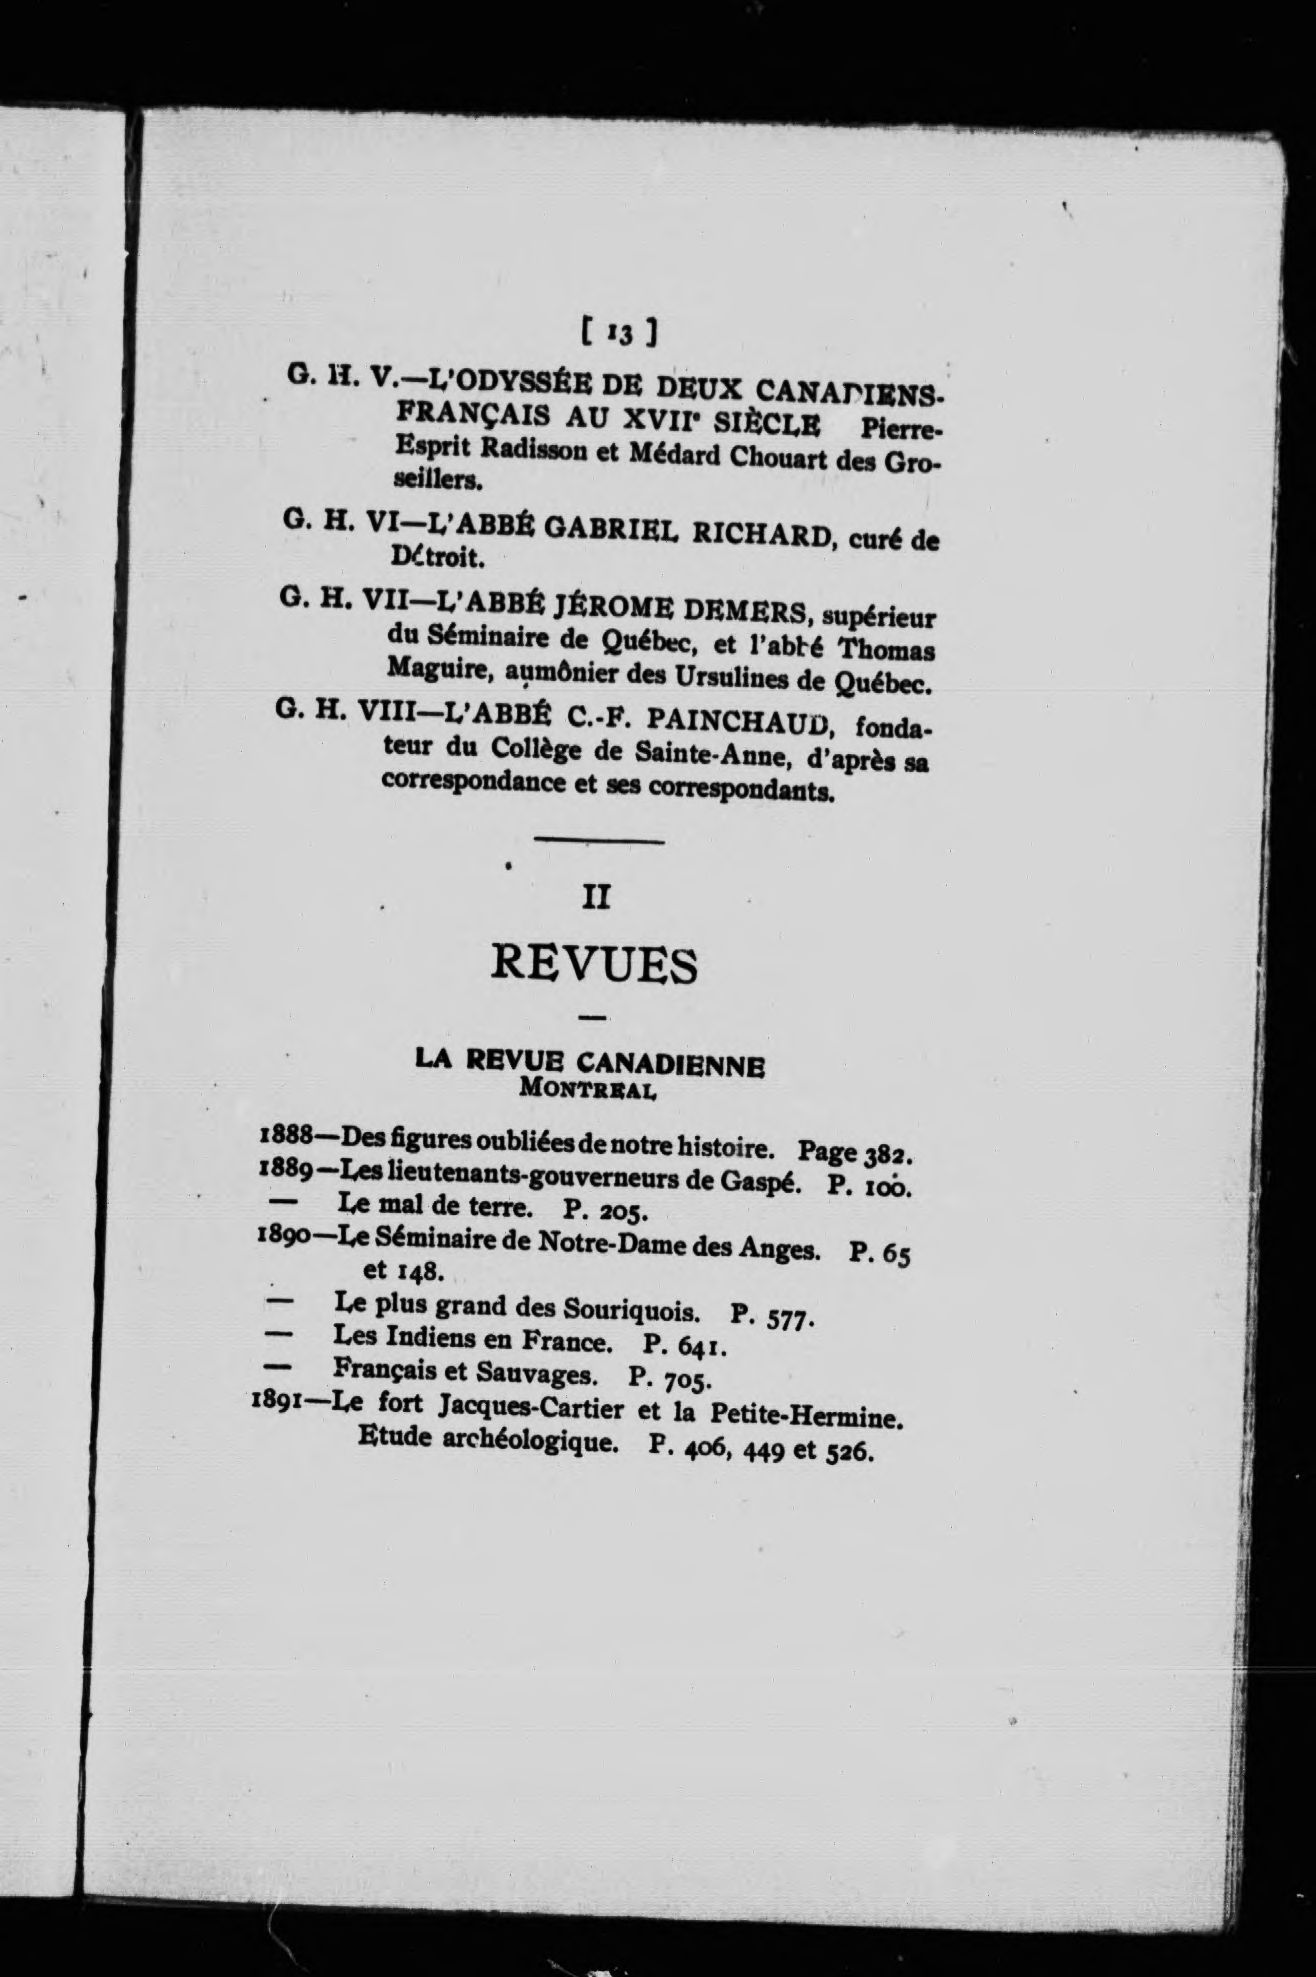 [ 13 ]
G. H. V.—L'ODYSSÉE DE DEUX CANADIENS-
FRANÇAIS AU XVIIe SIÈCLE Pierre-
Esprit Radisson et Médard Chouart des Gro-
seillers.
G. H. VI—L'ABBÉ GABRIEL RICHARD, curé de
Détroit.
G. H. VII—L'ABBÉ JÉROME DEMERS, supérieur
du Séminaire de Québec, et l'abbé Thomas
Maguire, aumônier des Ursulines de Québec.
G. H. VIII—L'ABBÉ C.-F. PAINCHAUD, fonda-
teur du Collège de Sainte-Anne, d'après sa
correspondance et ses correspondants.
II
REVUES
LA REVUE CANADIENNE
MONTREAL
1888—Des figures oubliées de notre histoire. Page 382.
1889—Les lieutenants-gouverneurs de Gaspé. P. 100.
— Le mal de terre. P. 205.
1890—Le Séminaire de Notre-Dame des Anges. P. 65
et 148.
— Le plus grand des Souriquois. P. 577.
— Les Indiens en France. P. 641.
— Français et Sauvages. P. 705.
1891—Le fort Jacques-Cartier et la Petite-Hermine.
Etude archéologique. P. 406, 449 et 526.